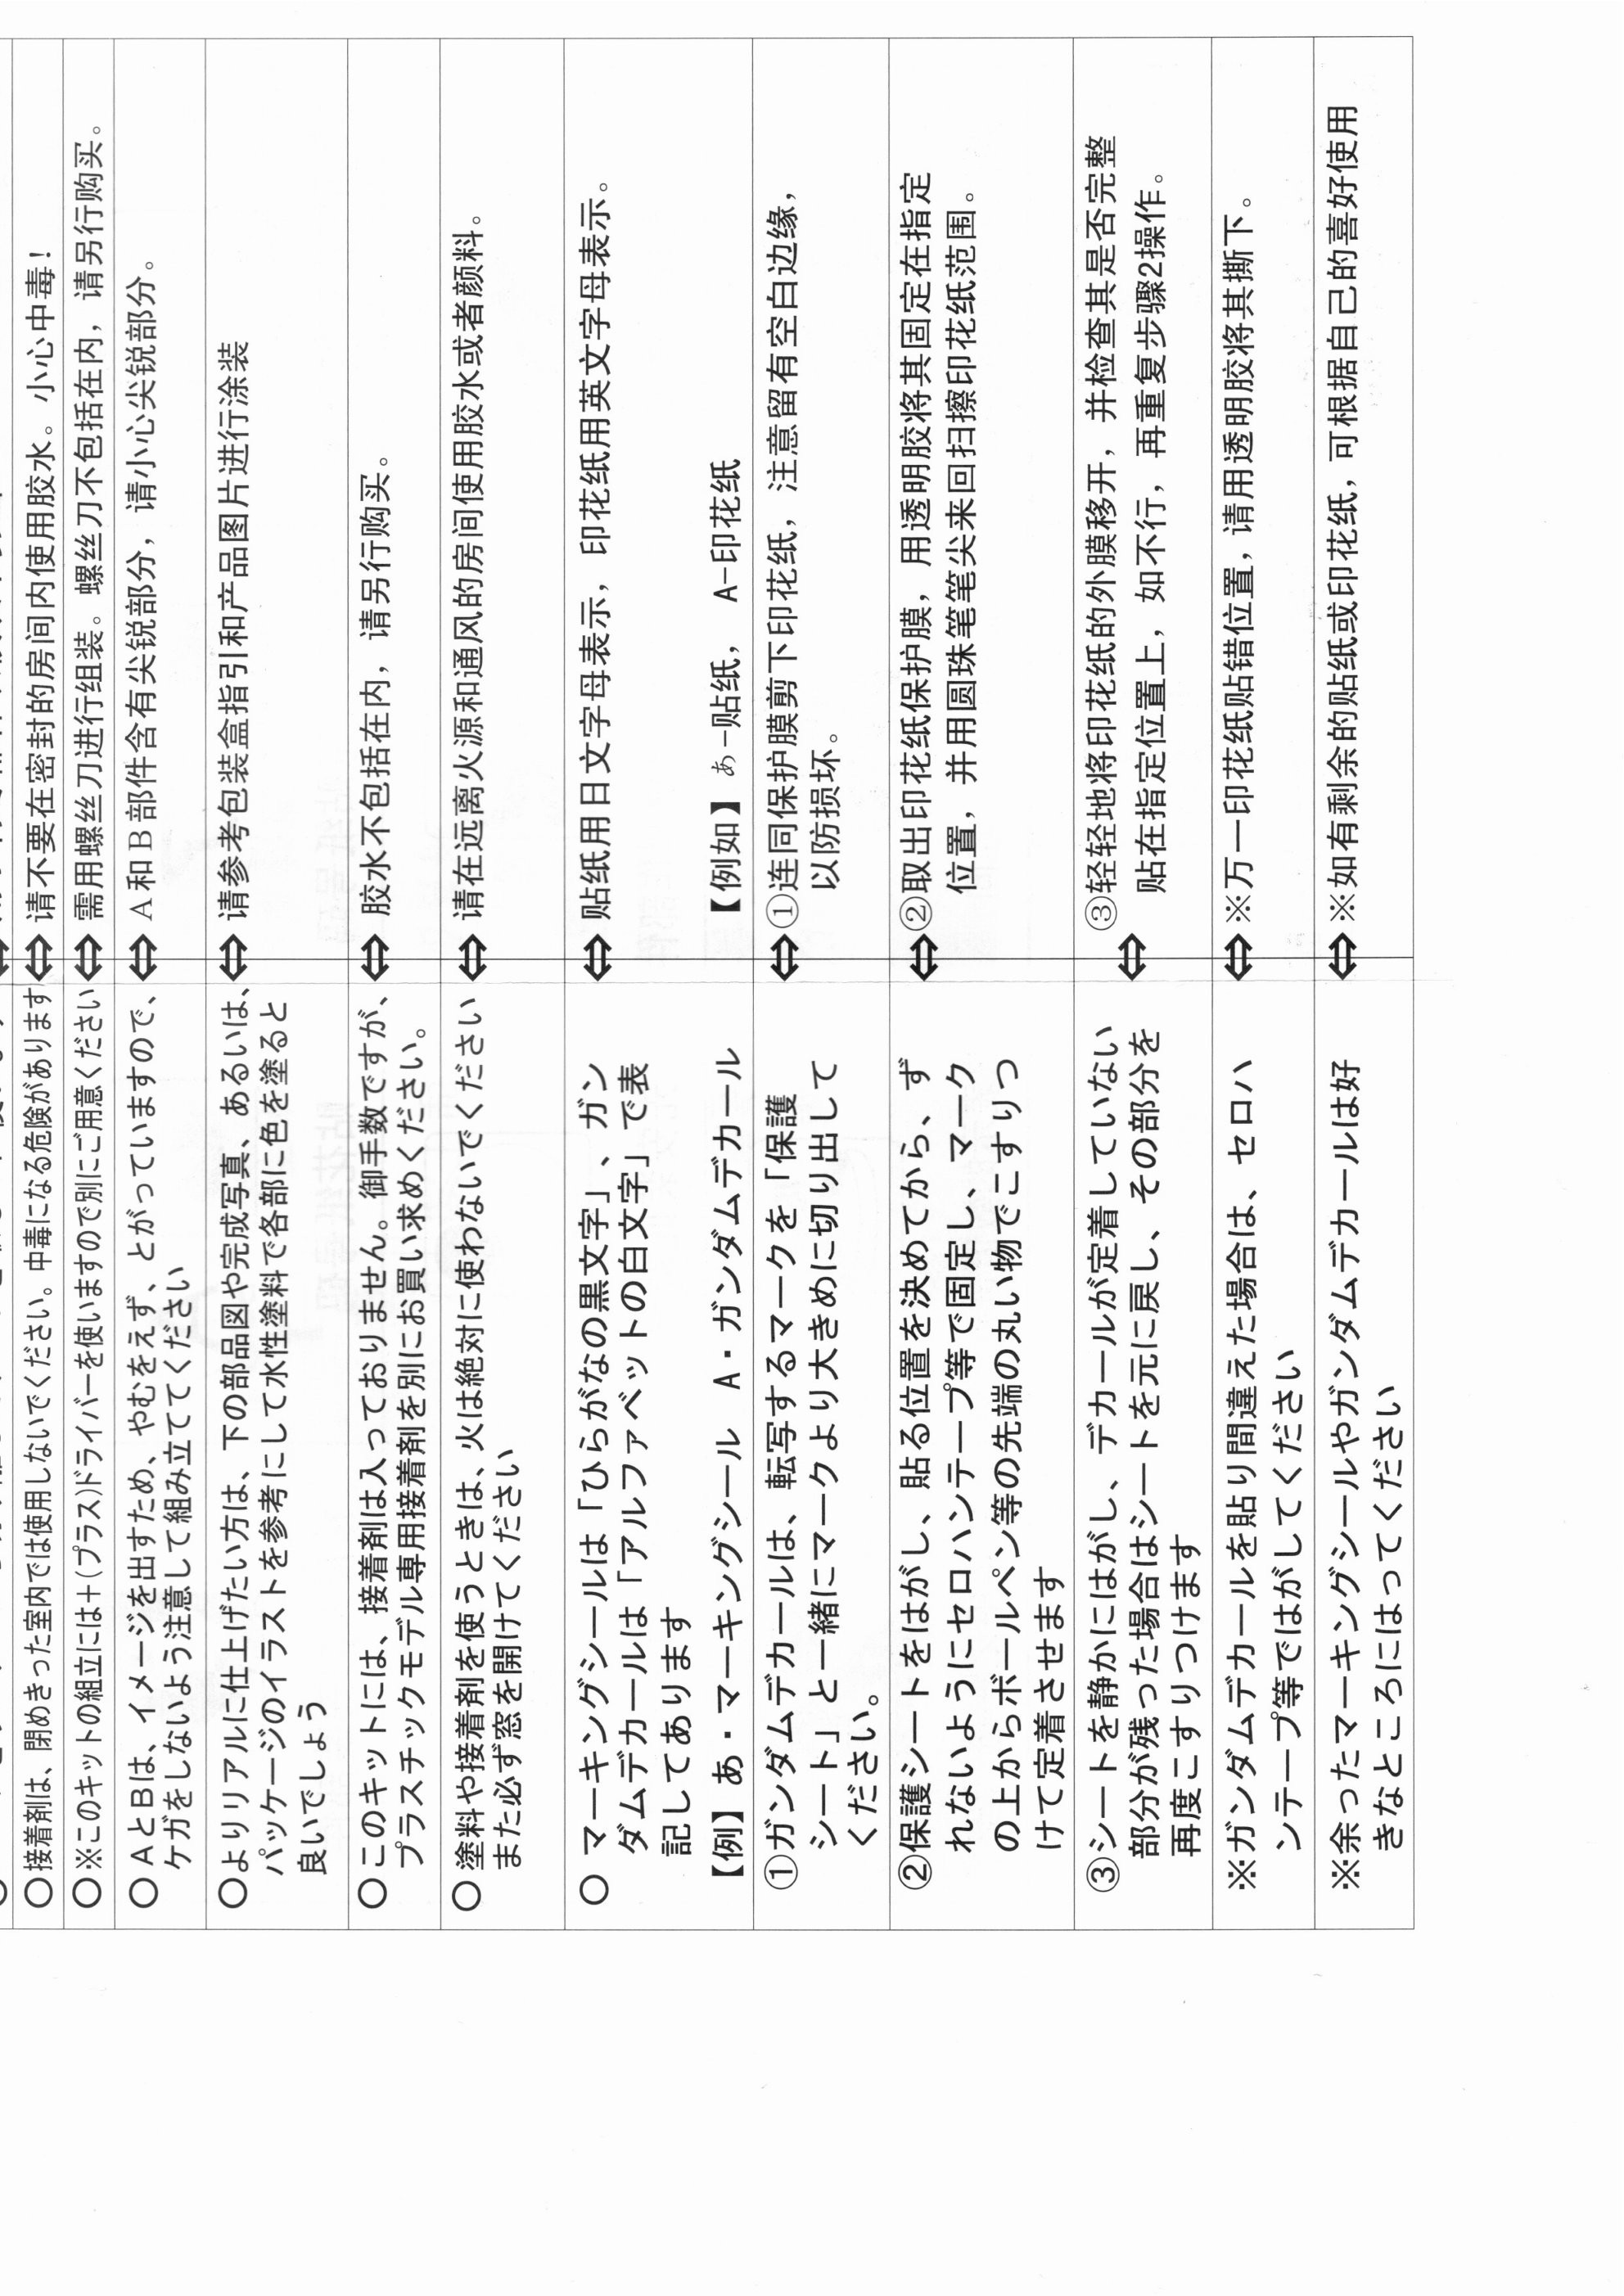 ○接着剤は、閉めきった室内では使用しないでください。中毒になる危険があります
⇔ 请不要在密封的房间内使用胶水。小心中毒!
○※このキットの組立には＋(プラス)ドライバーを使いますので別にご用意ください
⇔ 需用螺丝刀进行组装。螺丝刀不包括在内，请另行购买。
○ AとBは、イメージを出すため、やむをえず、とがっていますので、
ケガをしないよう注意して組み立ててください
⇔ A和B部件含有尖锐部分，请小心尖锐部分。
○よりリアルに仕上げたい方は、下の部品図や完成写真、あるいは、
パッケージのイラストを参考にして水性塗料で各部に色を塗ると
良いでしょう
⇔ 请参考包装盒指引和产品图片进行涂装
○このキットには、接着剤は入っておりません。御手数ですが、
プラスチックモデル専用接着剤を別にお買い求めください。
⇔ 胶水不包括在内，请另行购买。
○ 塗料や接着剤を使うときは、火は絶対に使わないでください
また必ず窓を開けてください
⇔ 请在远离火源和通风的房间使用胶水或者颜料。
○ マーキングシールは「ひらがなの黒文字」、ガン
ダムデカールは「アルファベットの白文字」で表
記してあります
【例】あ・マーキングシール A・ガンダムデカール
⇔ 贴纸用日文字母表示，印花纸用英文字母表示。
【例如】あ-贴纸，A-印花纸
①ガンダムデカールは、転写するマークを「保護
シート」と一緒にマークより大きめに切り出して
ください。
⇔ ①连同保护膜剪下印花纸，注意留有空白边缘，
以防损坏。
②保護シートをはがし、貼る位置を決めてから、ず
れないようにセロハンテープ等で固定し、マーク
の上からボールペン等の先端の丸い物でこすりつ
けて定着させます
⇔ ②取出印花纸保护膜，用透明胶将其固定在指定
位置，并用圆珠笔笔尖来回扫擦印花纸范围。
③シートを静かにはがし、デカールが定着していない
部分が残った場合はシートを元に戻し、その部分を
再度こすりつけます
⇔ ③轻轻地将印花纸的外膜移开，并检查其是否完整
贴在指定位置上，如不行，再重复步骤2操作。
※ガンダムデカールを貼り間違えた場合は、セロハ
ンテープ等ではがしてください
⇔ ※万一印花纸贴错位置，请用透明胶将其撕下。
※余ったマーキングシールやガンダムデカールは好
きなところにはってください
⇔ ※如有剩余的贴纸或印花纸，可根据自己的喜好使用